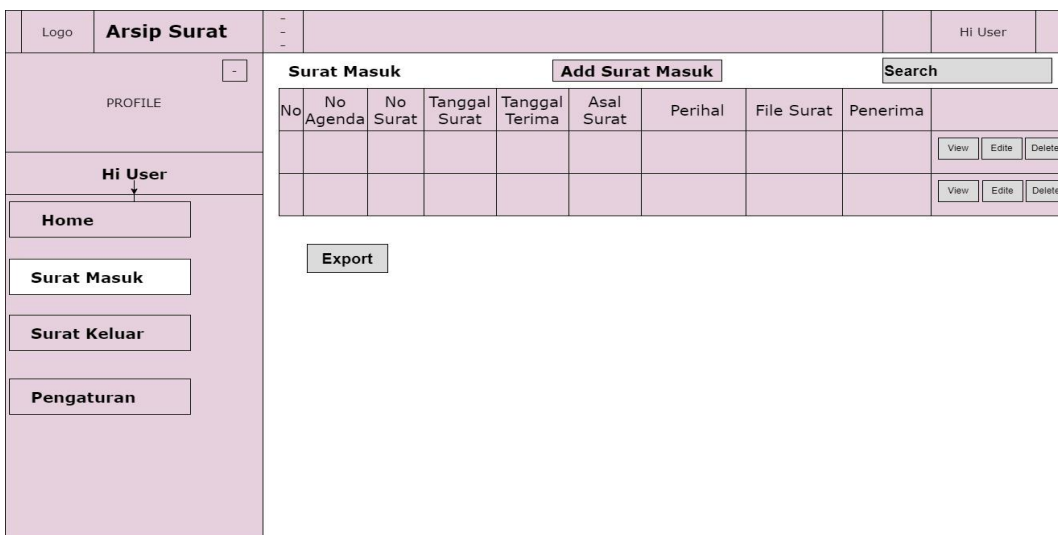 Logo
Arsip Surat
-
-
-
Hi User
-
PROFILE
Hi User
Home
Surat Masuk
Surat Keluar
Pengaturan
Surat Masuk
Add Surat Masuk
Search
No
No
Agenda
No
Surat
Tanggal
Surat
Tanggal
Terima
Asal
Surat
Perihal
File Surat
Penerima
View Edite Delete
View Edite Delete
Export